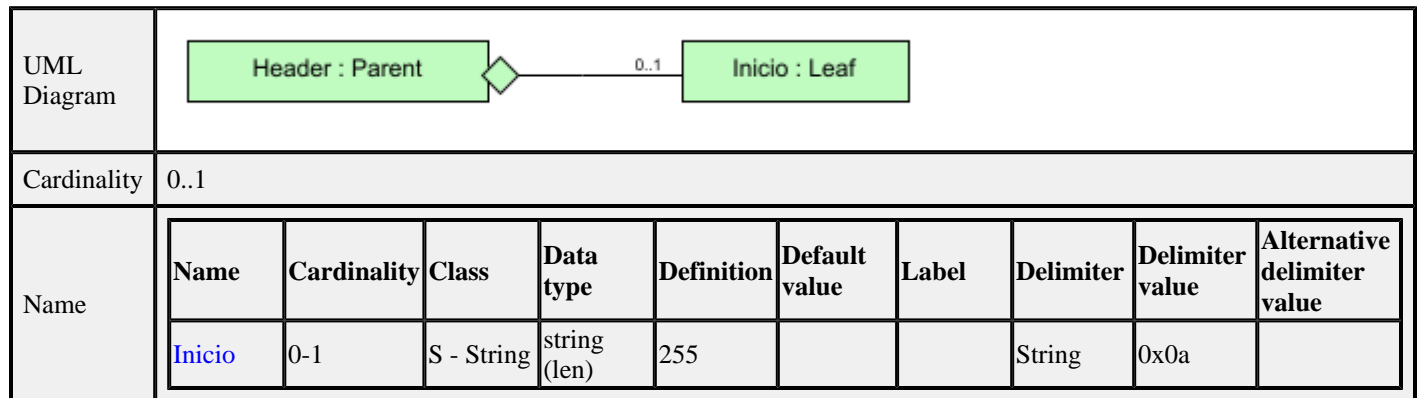 UML
Diagram
Header : Parent
0..1
Inicio : Leaf
Cardinality 0..1
Name
Name Cardinality Class Data type Definition Default value Label Delimiter Delimiter value Alternative delimiter value
Inicio 0-1 S - String string (len) 255 String 0x0a